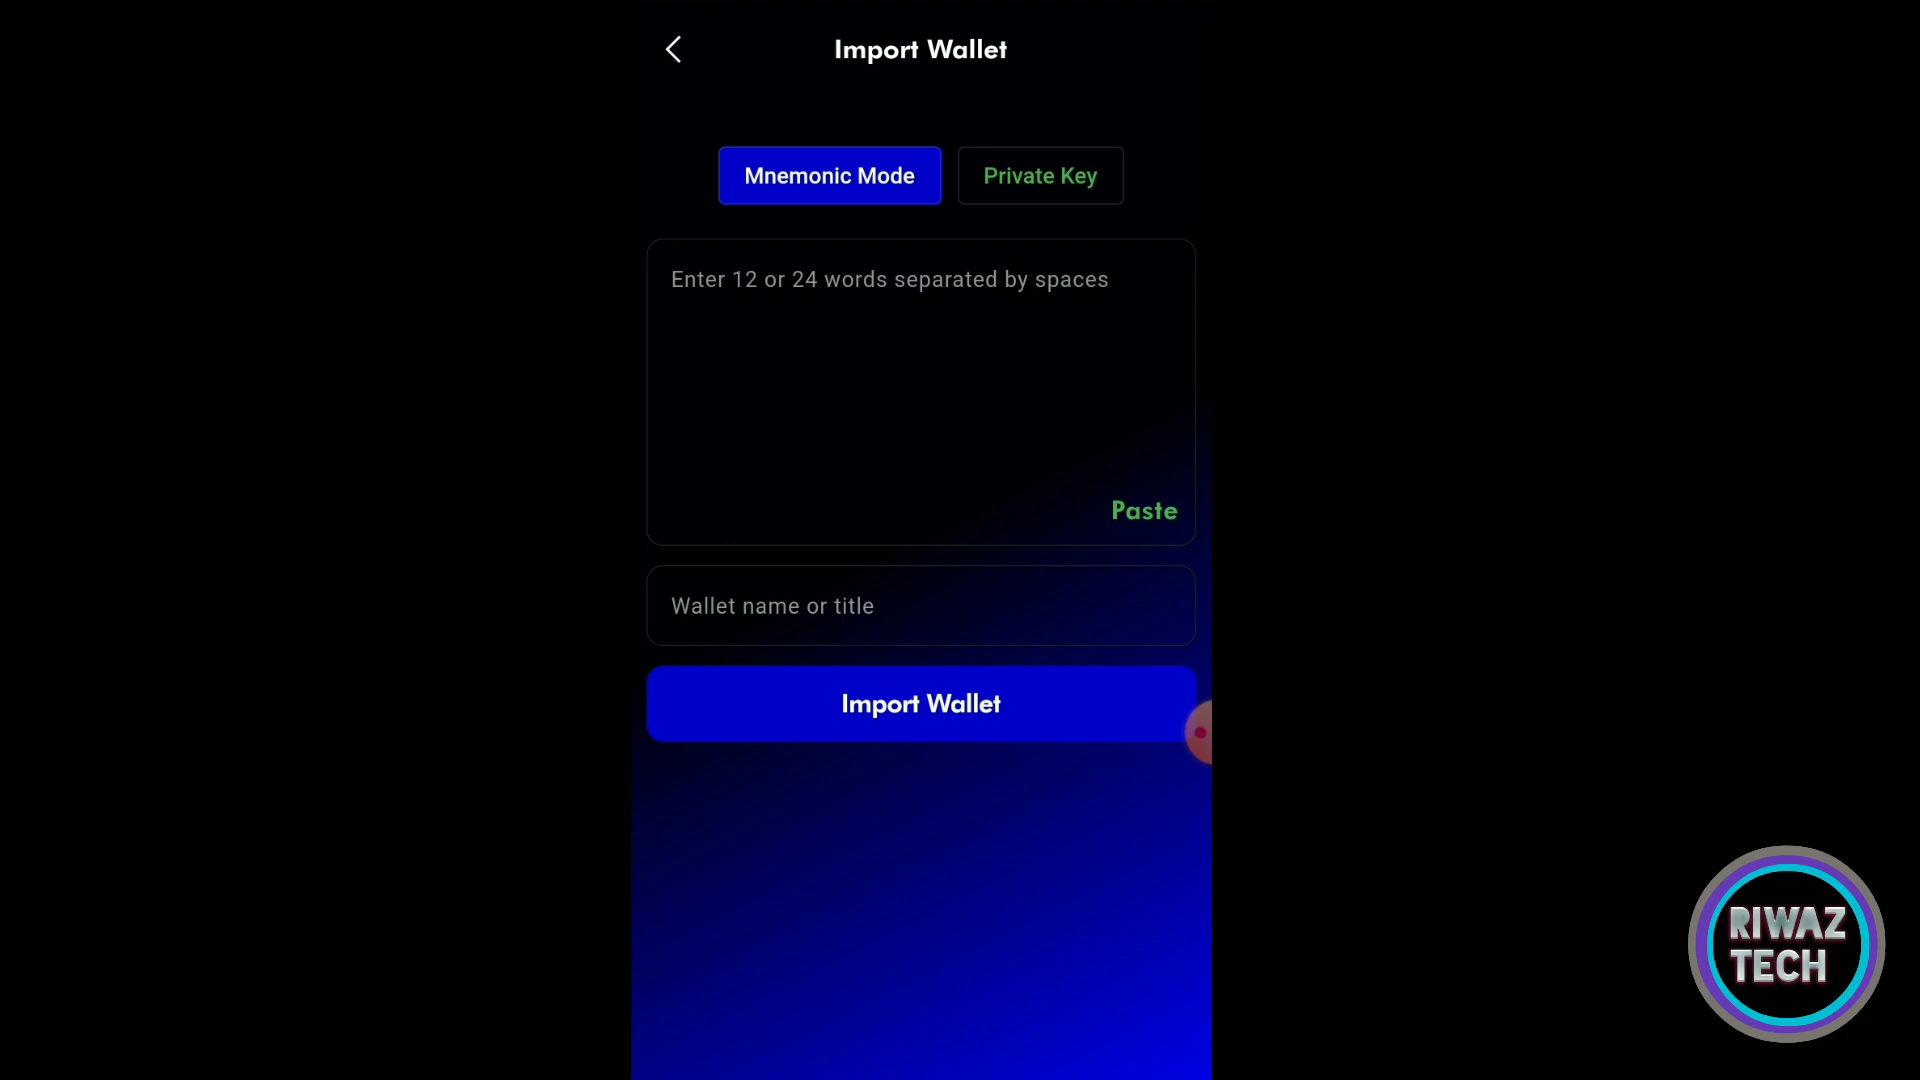 Import Wallet
Mnemonic Mode
Private Key
Enter 12 or 24 words separated by spaces
Paste
Wallet name or title
Import Wallet
RIWAZ
TECH